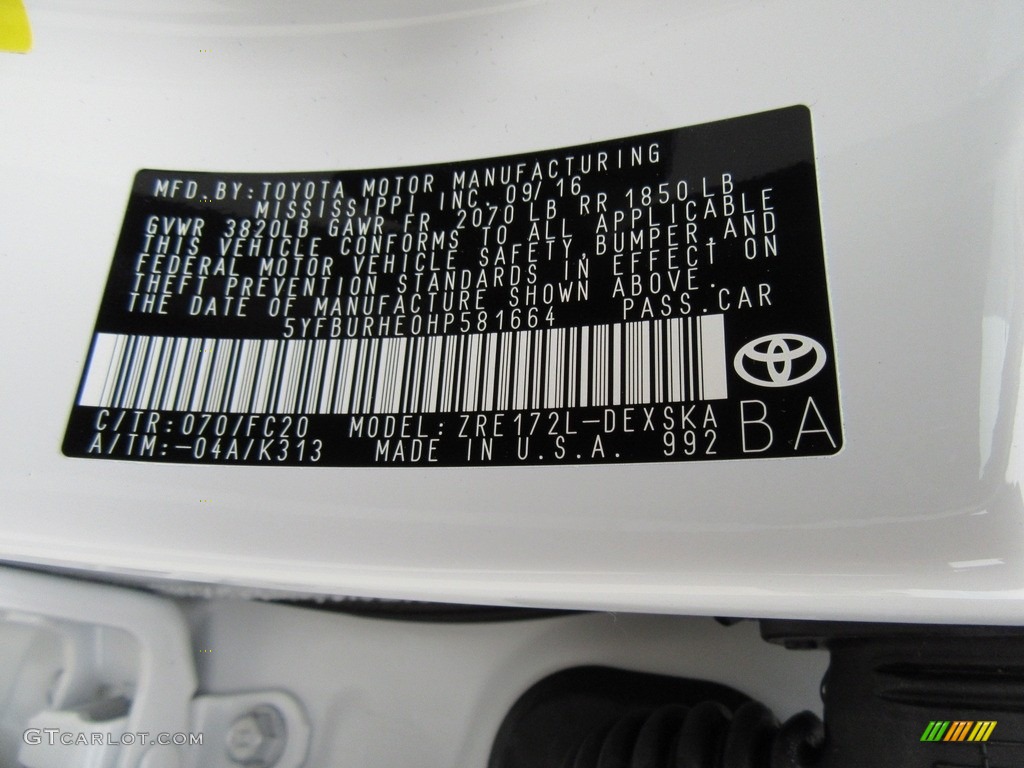 MFD. BY: TOYOTA MOTOR MANUFACTURING
MISSISSIPPI INC. 09/16
GVWR 3820LB GAWR FR 2070 LB RR 1850 LB
THIS VEHICLE CONFORMS TO ALL APPLICABLE
FEDERAL MOTOR VEHICLE SAFETY, BUMPER, AND
THEFT PREVENTION STANDARDS IN EFFECT ON
THE DATE OF MANUFACTURE SHOWN ABOVE.
5YFBURHE0HP581664 PASS. CAR
C/TR: 070/FC20 MODEL: ZRE172L-DEXSKA
A/TM: -04A/K313 MADE IN U.S.A. 992
BA
GTCARLOT.COM